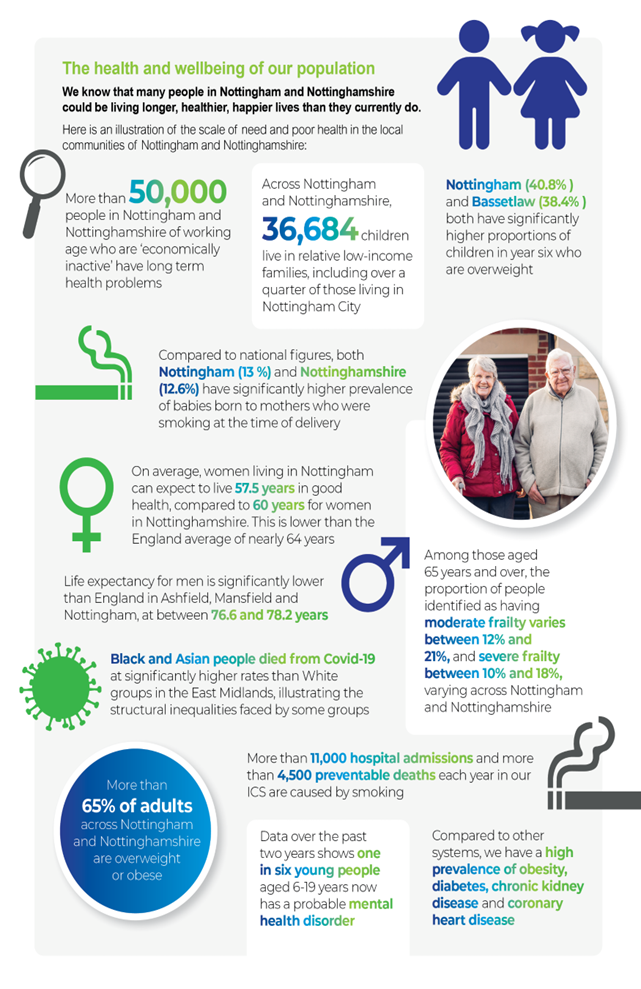 The health and wellbeing of our population
We know that many people in Nottingham and Nottinghamshire
could be living longer, healthier, happier lives than they currently do.
Here is an illustration of the scale of need and poor health in the local
communities of Nottingham and Nottinghamshire:
More than 50,000
people in Nottingham and
Nottinghamshire of working
age who are ‘economically
inactive’ have long term
health problems
Across Nottingham
and Nottinghamshire,
36,684 children
live in relative low-income
families, including over a
quarter of those living in
Nottingham City
Nottingham (40.8% )
and Bassetlaw (38.4% )
both have significantly
higher proportions of
children in year six who
are overweight
Compared to national figures, both
Nottingham (13 %) and Nottinghamshire
(12.6%) have significantly higher prevalence
of babies born to mothers who were
smoking at the time of delivery
On average, women living in Nottingham
can expect to live 57.5 years in good
health, compared to 60 years for women
in Nottinghamshire. This is lower than the
England average of nearly 64 years
Life expectancy for men is significantly lower
than England in Ashfield, Mansfield and
Nottingham, at between 76.6 and 78.2 years
Among those aged
65 years and over, the
proportion of people
identified as having
moderate frailty varies
between 12% and
21%, and severe frailty
between 10% and 18%,
varying across Nottingham
and Nottinghamshire
Black and Asian people died from Covid-19
at significantly higher rates than White
groups in the East Midlands, illustrating the
structural inequalities faced by some groups
More than 11,000 hospital admissions and more
than 4,500 preventable deaths each year in our
ICS are caused by smoking
More than
65% of adults
across Nottingham
and Nottinghamshire
are overweight
or obese
Data over the past
two years shows one
in six young people
aged 6-19 years now
has a probable mental
health disorder
Compared to other
systems, we have a high
prevalence of obesity,
diabetes, chronic kidney
disease and coronary
heart disease